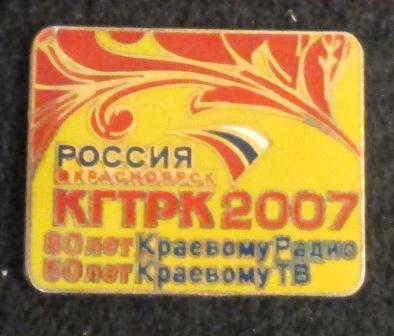 РОССИЯ
КРАСНОЯРСК
КГТРК 2007
80 лет Краевому Радио
50 лет Краевому ТВ